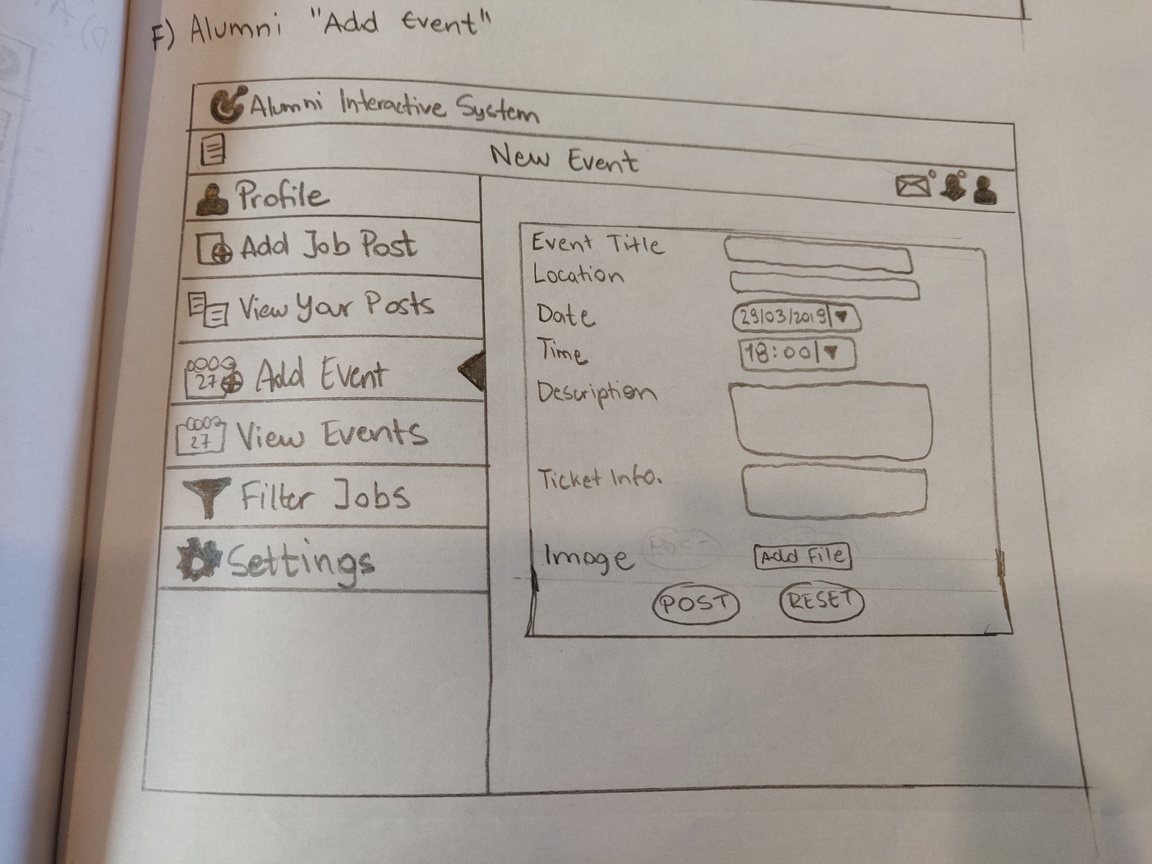 F) Alumni "Add Event"
Alumni Interactive System
New Event
Profile
Add Job Post
View Your Posts
27 Add Event
27 View Events
Filter Jobs
Settings
Event Title
Location
Date 29/03/2019
Time 18:00
Description
Ticket Info.
Image Add File
POST RESET